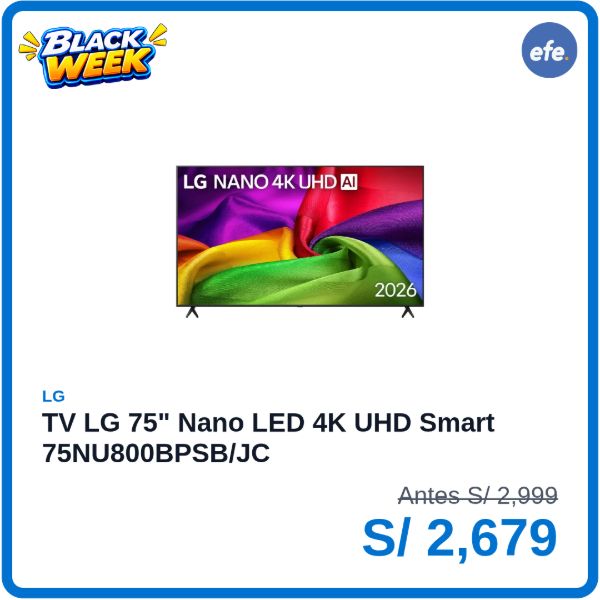 BLACK
WEEK
efe.
LG NANO 4K UHD AI
2026
LG
TV LG 75" Nano LED 4K UHD Smart
75NU800BPSB/JC
Antes S/ 2,999
S/ 2,679